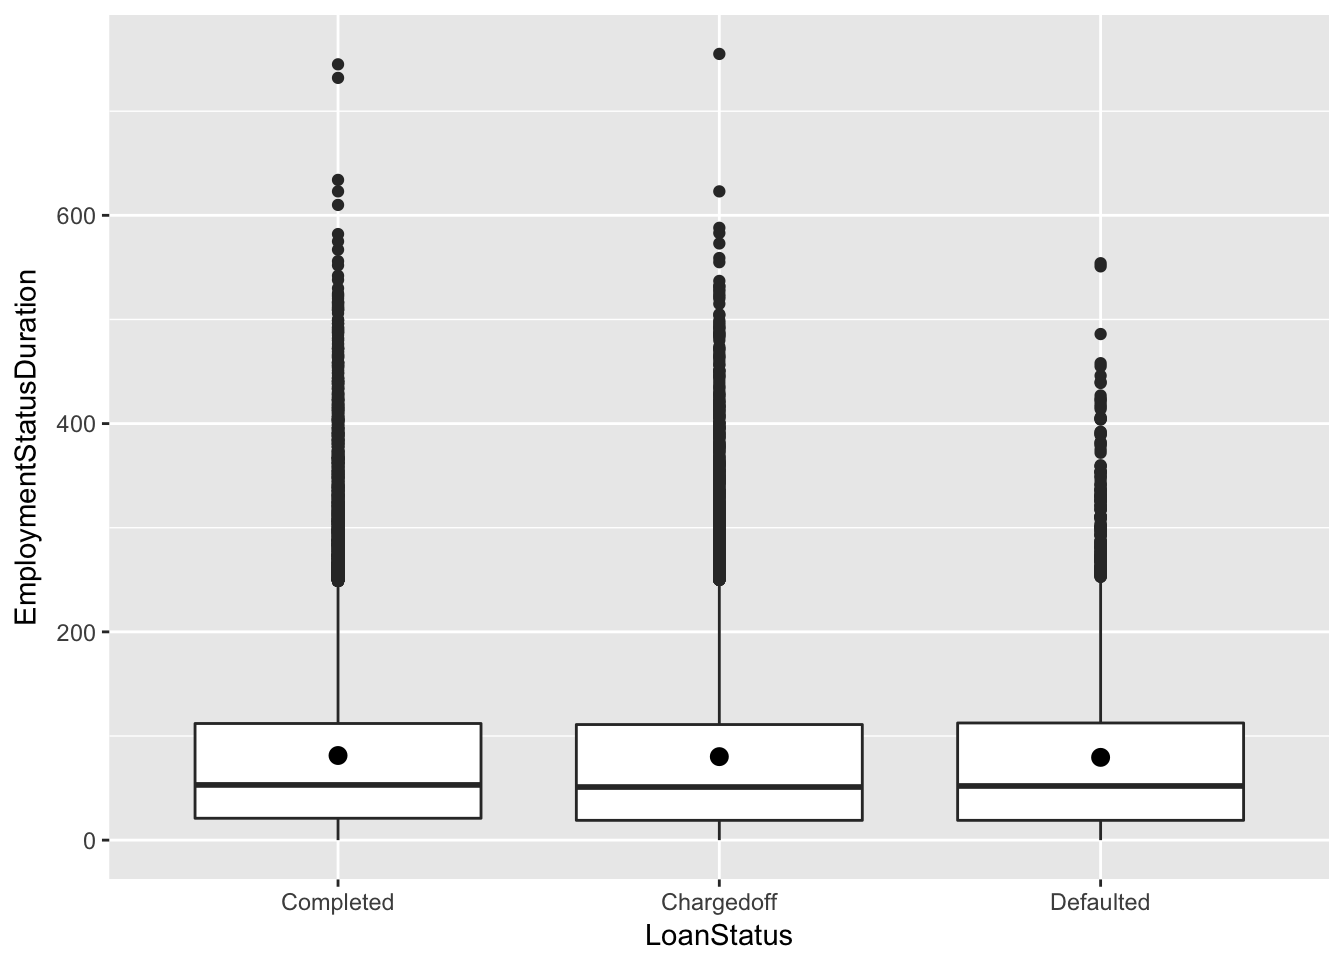 EmploymentStatusDuration
600
400
200
0
Completed
Chargedoff
Defaulted
LoanStatus